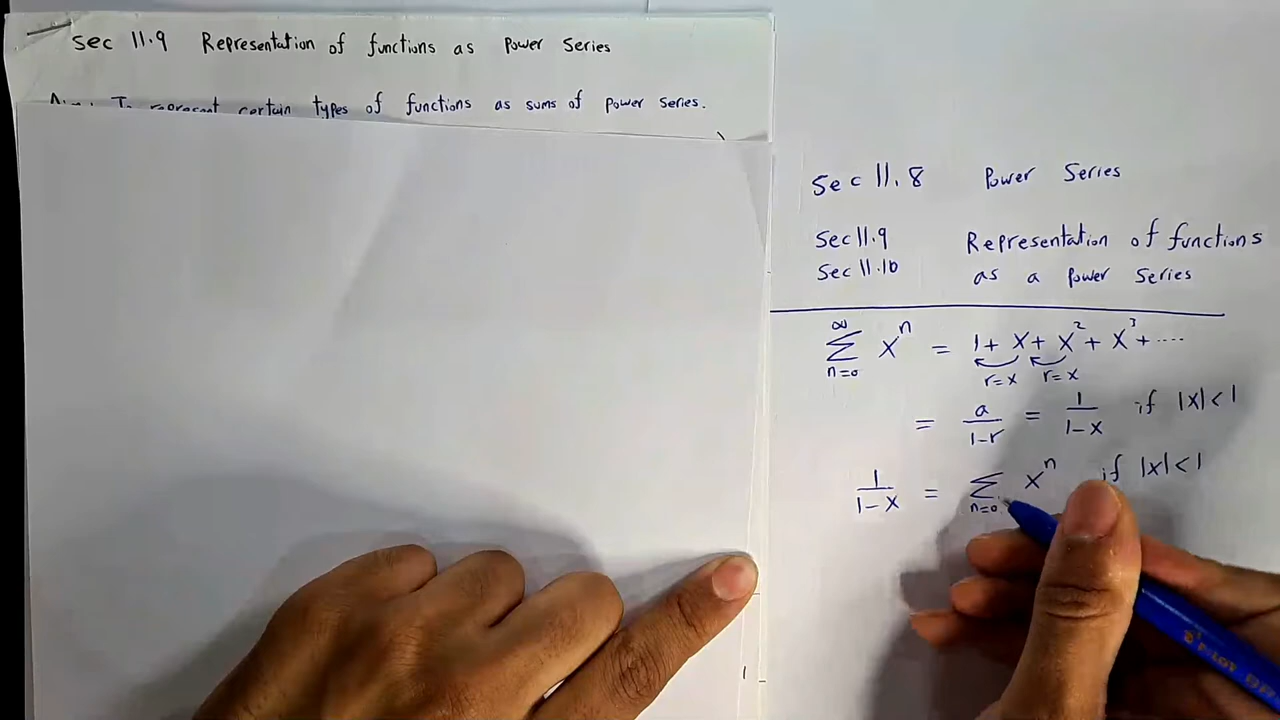 Sec 11.9 Representation of functions as Power Series
Aim: To represent certain types of functions as sums of Power Series.
Sec 11.8 Power Series
Sec 11.9 Representation of functions
Sec 11.10 as a Power Series
∞
∑ xⁿ = 1 + x + x² + x³ + ....
n=0
r=x r=x
= a/(1-r) = 1/(1-x) if |x|<1
1/(1-x) = ∑ xⁿ if |x|<1
n=0
PILOT